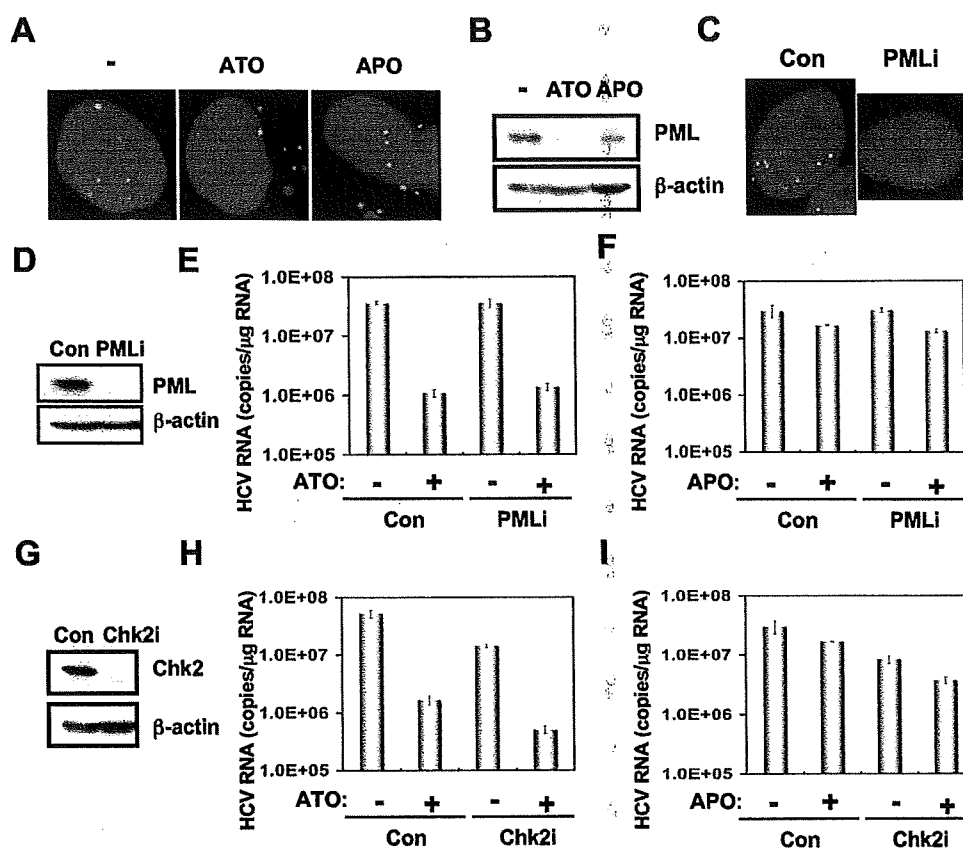 A
- ATO APO
B
- ATO APO
PML
β-actin
C
Con PMLi
D
Con PMLi
PML
β-actin
E
HCV RNA (copies/μg RNA)
1.0E+08
1.0E+07
1.0E+06
1.0E+05
ATO: - + - +
Con PMLi
F
HCV RNA (copies/μg RNA)
1.0E+08
1.0E+07
1.0E+06
1.0E+05
APO: - + - +
Con PMLi
G
Con Chk2i
Chk2
β-actin
H
HCV RNA (copies/μg RNA)
1.0E+08
1.0E+07
1.0E+06
1.0E+05
ATO: - + - +
Con Chk2i
I
HCV RNA (copies/μg RNA)
1.0E+08
1.0E+07
1.0E+06
1.0E+05
APO: - + - +
Con Chk2i